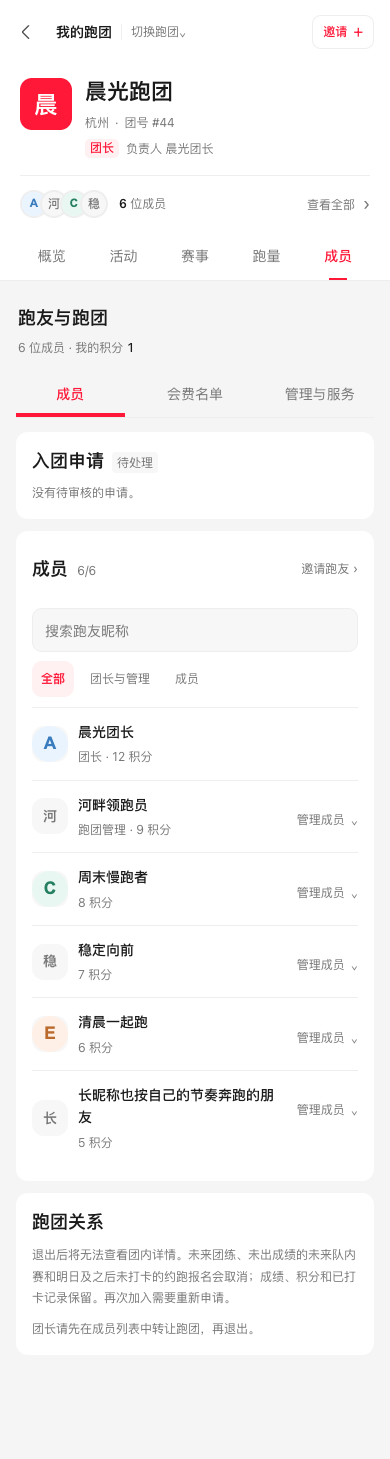 我的跑团 切换跑团⌄ 邀请 +
晨 晨光跑团
杭州 · 团号 #44
团长 负责人 晨光团长
A 河 C 稳 6 位成员 查看全部 ›
概览 活动 赛事 跑量 成员
跑友与跑团
6 位成员 · 我的积分 1
成员 会费名单 管理与服务
入团申请 待处理
没有待审核的申请。
成员 6/6 邀请跑友 ›
搜索跑友昵称
全部 团长与管理 成员
A 晨光团长
团长 · 12 积分
河 河畔领跑员
跑团管理 · 9 积分 管理成员 ⌄
C 周末慢跑者
8 积分 管理成员 ⌄
稳 稳定向前
7 积分 管理成员 ⌄
E 清晨一起跑
6 积分 管理成员 ⌄
长 长昵称也按自己的节奏奔跑的朋
友 管理成员 ⌄
5 积分
跑团关系
退出后将无法查看团内详情。未来团练、未出成绩的未来队内
赛和明日及之后未打卡的约跑报名会取消；成绩、积分和已打
卡记录保留。再次加入需要重新申请。
团长请先在成员列表中转让跑团，再退出。